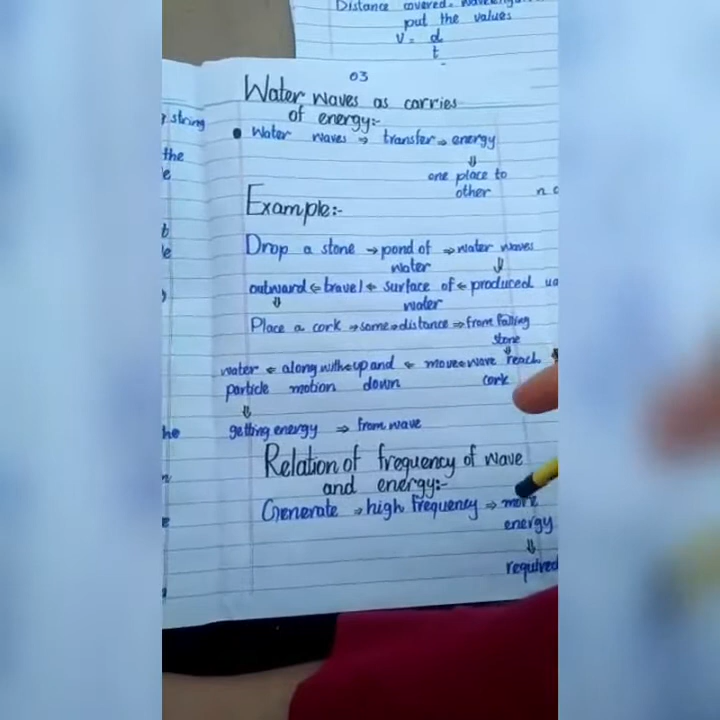 Distance covered = wavelength
put the values
v = d
t
03
Water waves as carries
of energy:-
• Water waves ⇒ transfer ⇒ energy
⇓
one place to
other
Example:-
Drop a stone → pond of ⇒ water waves
water ⇓
outward ⇐ travel ⇐ surface of ⇐ produced
⇓ water
Place a cork ⇒ some ⇒ distance ⇒ from falling
stone
⇓
water ⇐ along with ⇐ up and ⇐ move ⇐ wave reach
particle motion down cork
⇓
getting energy ⇒ from wave
Relation of frequency of wave
and energy:-
Generate ⇒ high frequency ⇒ more
energy
⇓
required
string
the